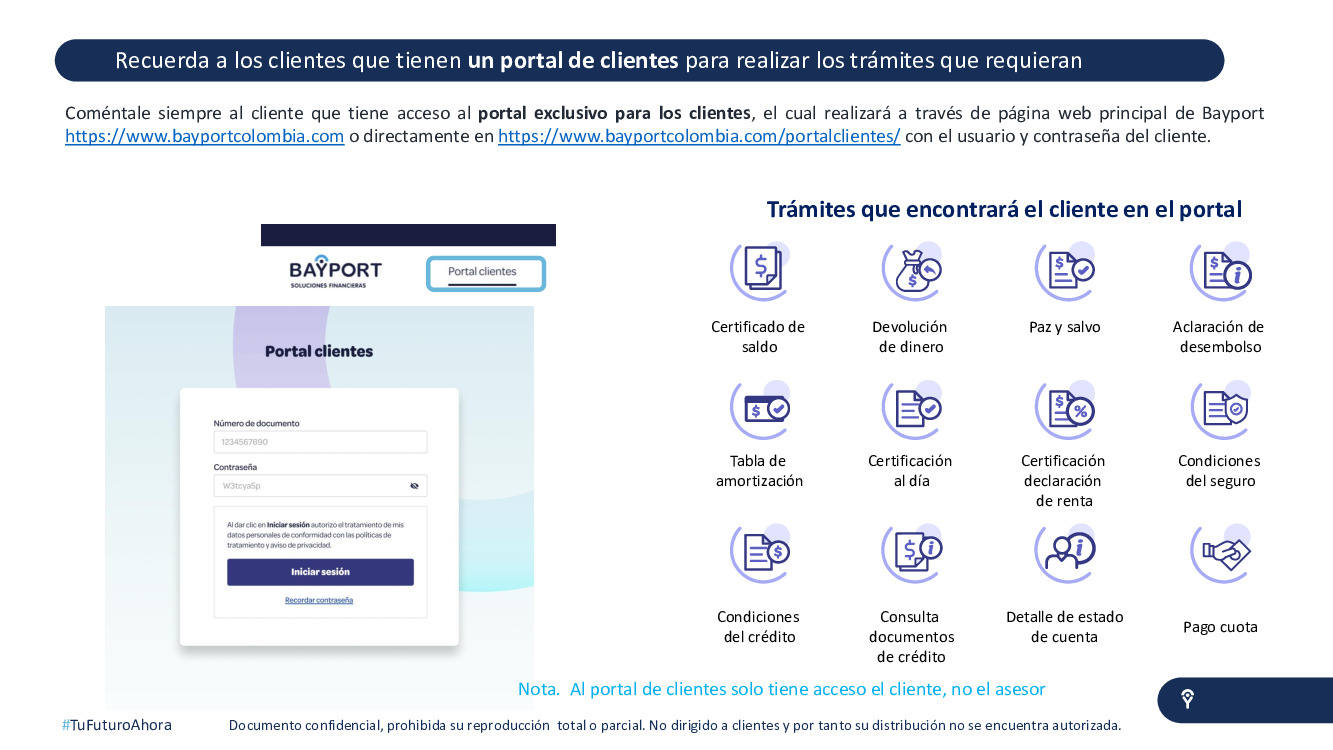 Recuerda a los clientes que tienen un portal de clientes para realizar los trámites que requieran
Coméntale siempre al cliente que tiene acceso al portal exclusivo para los clientes, el cual realizará a través de página web principal de Bayport
https://www.bayportcolombia.com o directamente en https://www.bayportcolombia.com/portalclientes/ con el usuario y contraseña del cliente.
BAYPORT
SOLUCIONES FINANCIERAS
Portal clientes
Portal clientes
Número de documento
1234567890
Contraseña
W3tcya5p
Al dar clic en Iniciar sesión autorizo el tratamiento de mis
datos personales de conformidad con las políticas de
tratamiento y aviso de privacidad.
Iniciar sesión
Recordar contraseña
Trámites que encontrará el cliente en el portal
Certificado de
saldo
Devolución
de dinero
Paz y salvo
Aclaración de
desembolso
Tabla de
amortización
Certificación
al día
Certificación
declaración
de renta
Condiciones
del seguro
Condiciones
del crédito
Consulta
documentos
de crédito
Detalle de estado
de cuenta
Pago cuota
Nota. Al portal de clientes solo tiene acceso el cliente, no el asesor
#TuFuturoAhora
Documento confidencial, prohibida su reproducción total o parcial. No dirigido a clientes y por tanto su distribución no se encuentra autorizada.